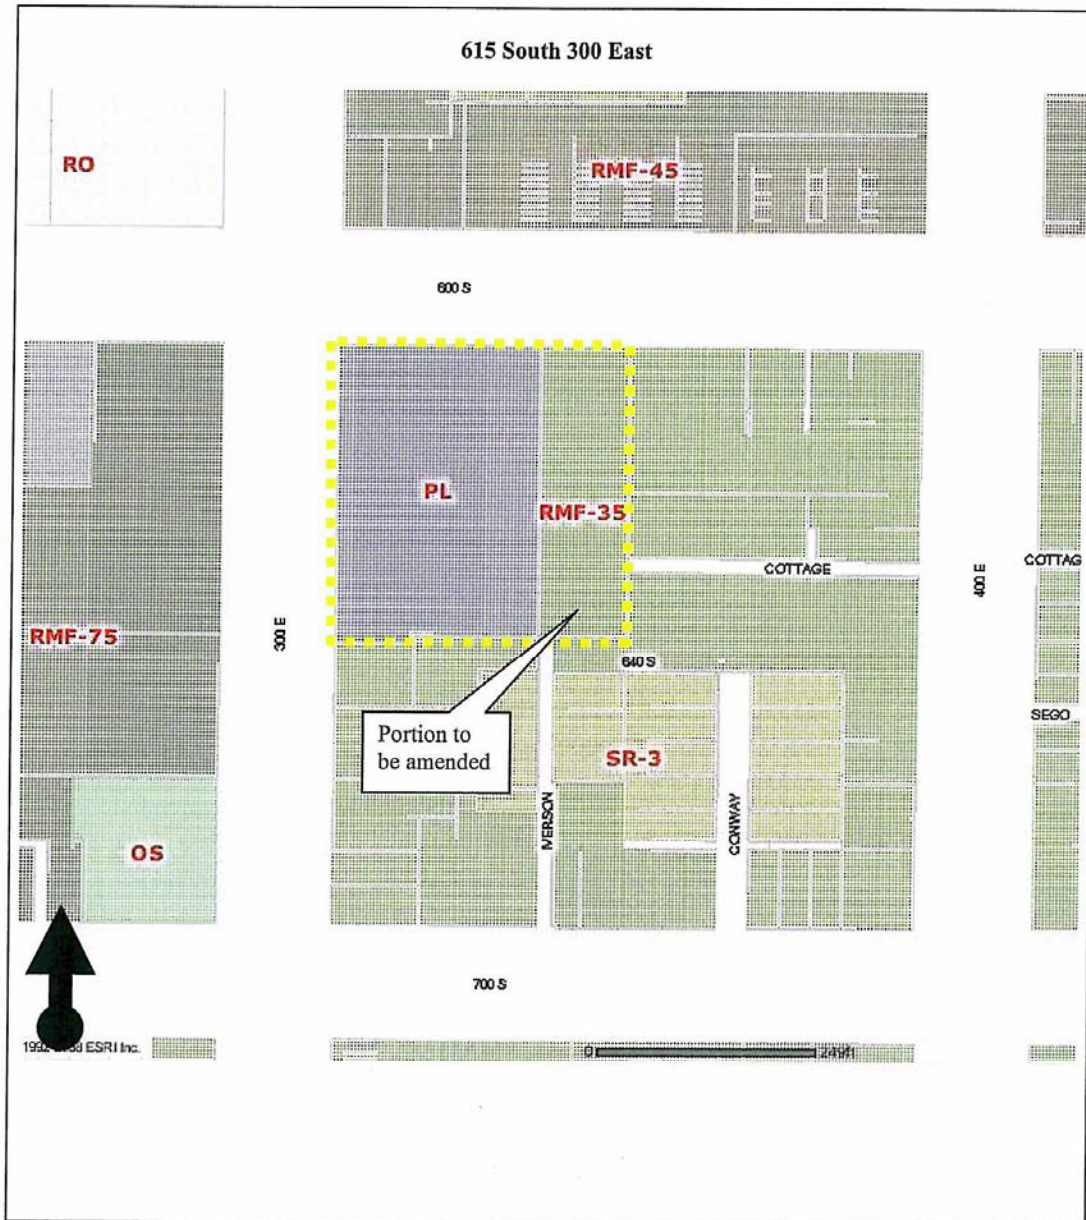 615 South 300 East
RO
RMF-45
600 S
PL
RMF-35
COTTAGE
COTTAG
400 E
300 E
RMF-75
640 S
Portion to
be amended
SR-3
SEGO
IVERSON
CONWAY
OS
700 S
ESRI Inc.
0
249ft